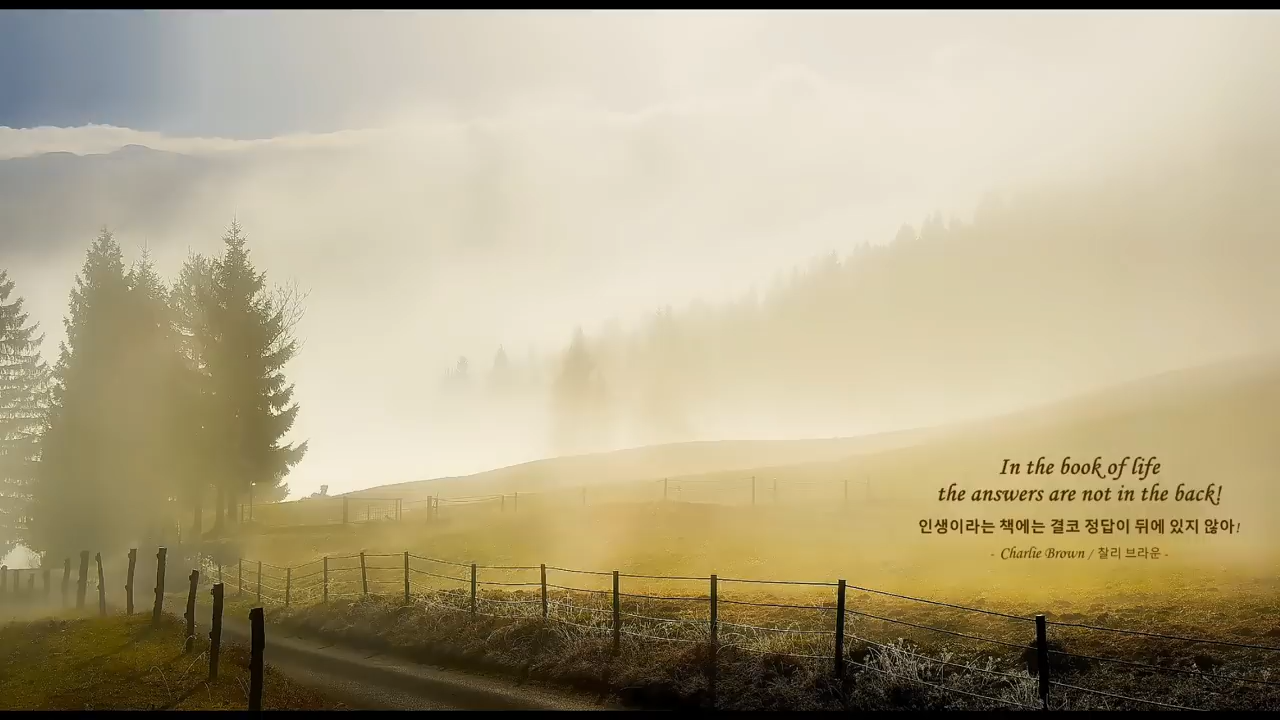 In the book of life
the answers are not in the back!
인생이라는 책에는 결코 정답이 뒤에 있지 않아!
- Charlie Brown / 찰리 브라운 -